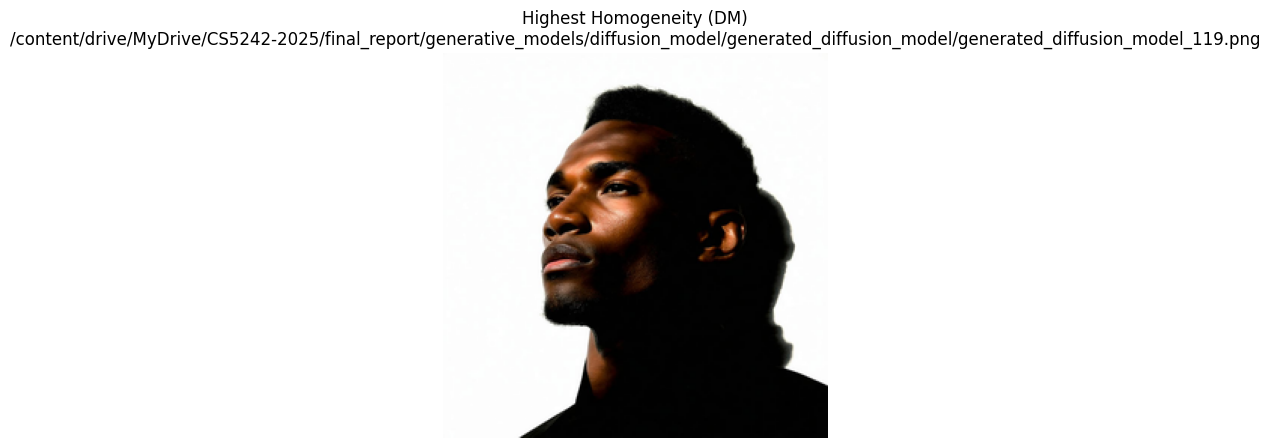 Highest Homogeneity (DM)
/content/drive/MyDrive/CS5242-2025/final_report/generative_models/diffusion_model/generated_diffusion_model/generated_diffusion_model_119.png